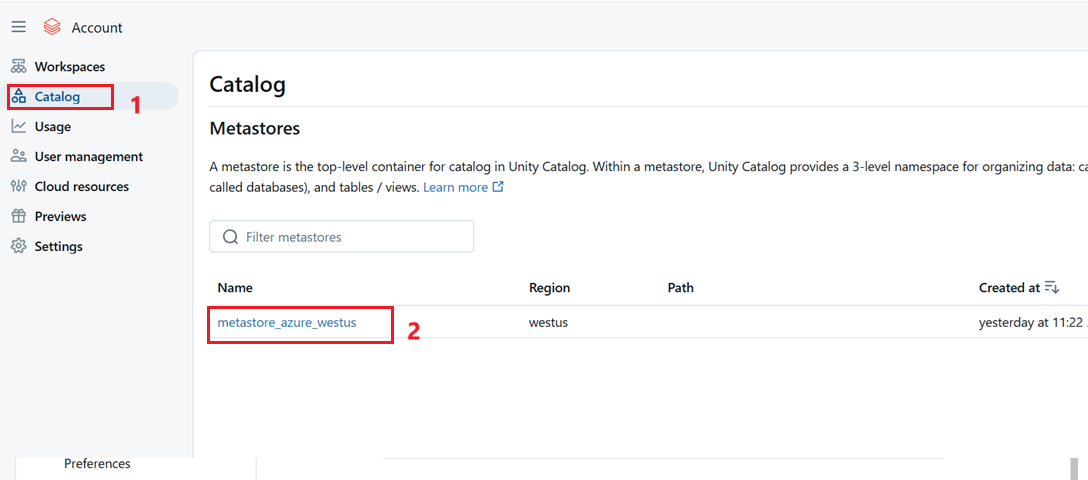 Account
Workspaces
Catalog
1
Usage
User management
Cloud resources
Previews
Settings
Catalog
Metastores
A metastore is the top-level container for catalog in Unity Catalog. Within a metastore, Unity Catalog provides a 3-level namespace for organizing data:
called databases), and tables / views. Learn more
Filter metastores
Name Region Path Created at
metastore_azure_westus westus yesterday at 11:22
2
Preferences